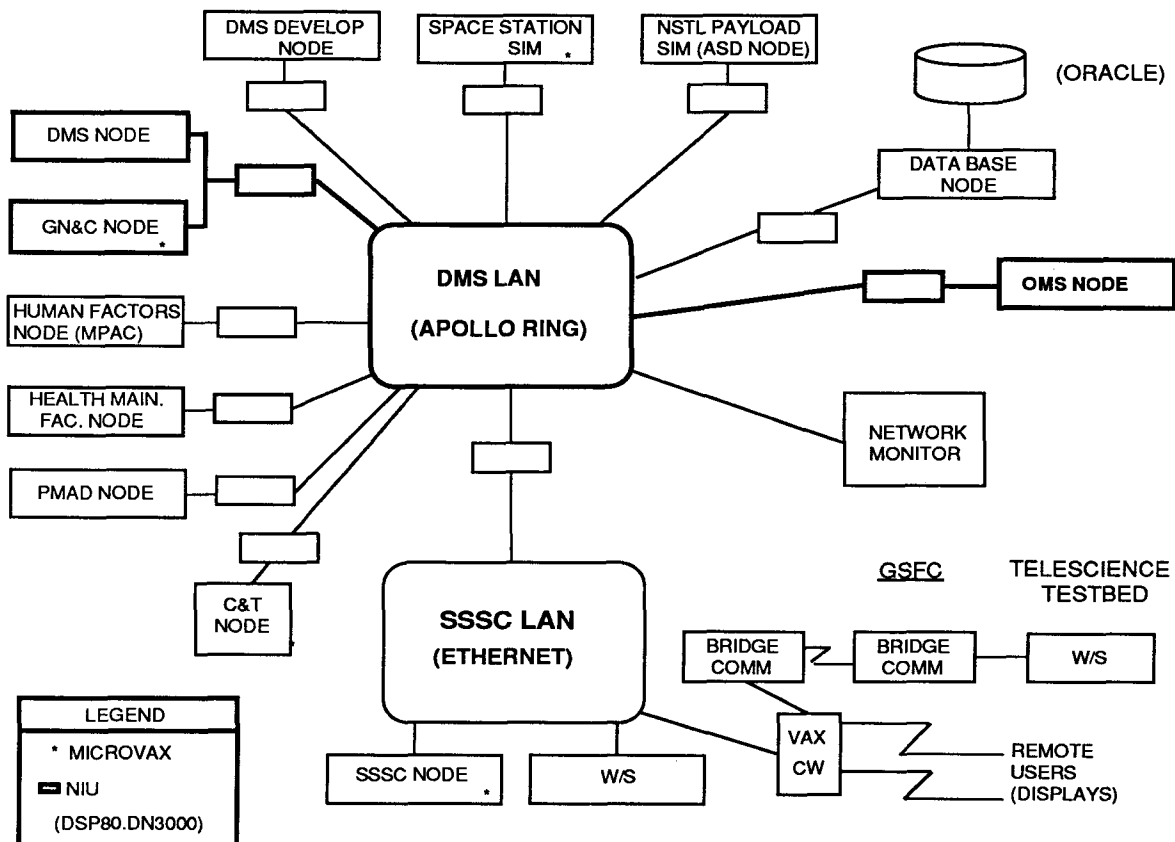 DMS DEVELOP
NODE
SPACE STATION
SIM *
NSTL PAYLOAD
SIM (ASD NODE)
(ORACLE)
DMS NODE
DATA BASE
NODE
GN&C NODE
*
DMS LAN
(APOLLO RING)
OMS NODE
HUMAN FACTORS
NODE (MPAC)
HEALTH MAIN.
FAC. NODE
NETWORK
MONITOR
PMAD NODE
C&T
NODE *
SSSC LAN
(ETHERNET)
GSFC
TELESCIENCE
TESTBED
BRIDGE
COMM
BRIDGE
COMM
W/S
VAX
CW
REMOTE
USERS
(DISPLAYS)
SSSC NODE
*
W/S
LEGEND
* MICROVAX
NIU
(DSP80.DN3000)